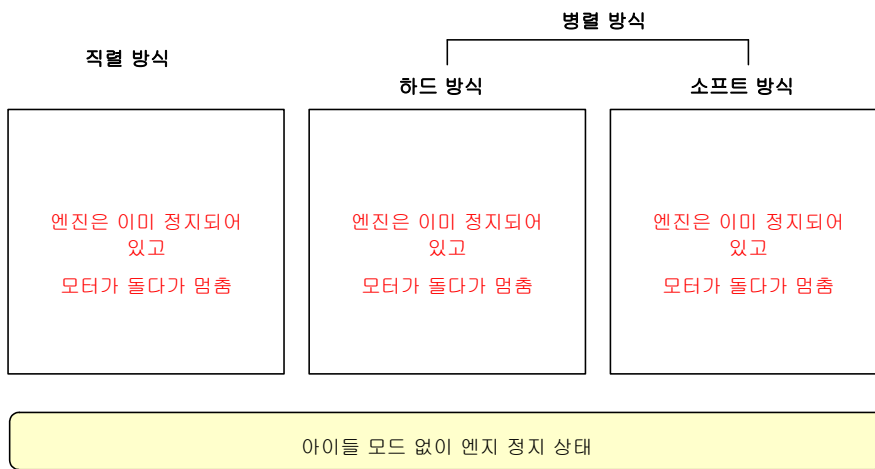 병렬 방식
직렬 방식
하드 방식
소프트 방식
엔진은 이미 정지되어
있고
모터가 돌다가 멈춤
엔진은 이미 정지되어
있고
모터가 돌다가 멈춤
엔진은 이미 정지되어
있고
모터가 돌다가 멈춤
아이들 모드 없이 엔지 정지 상태